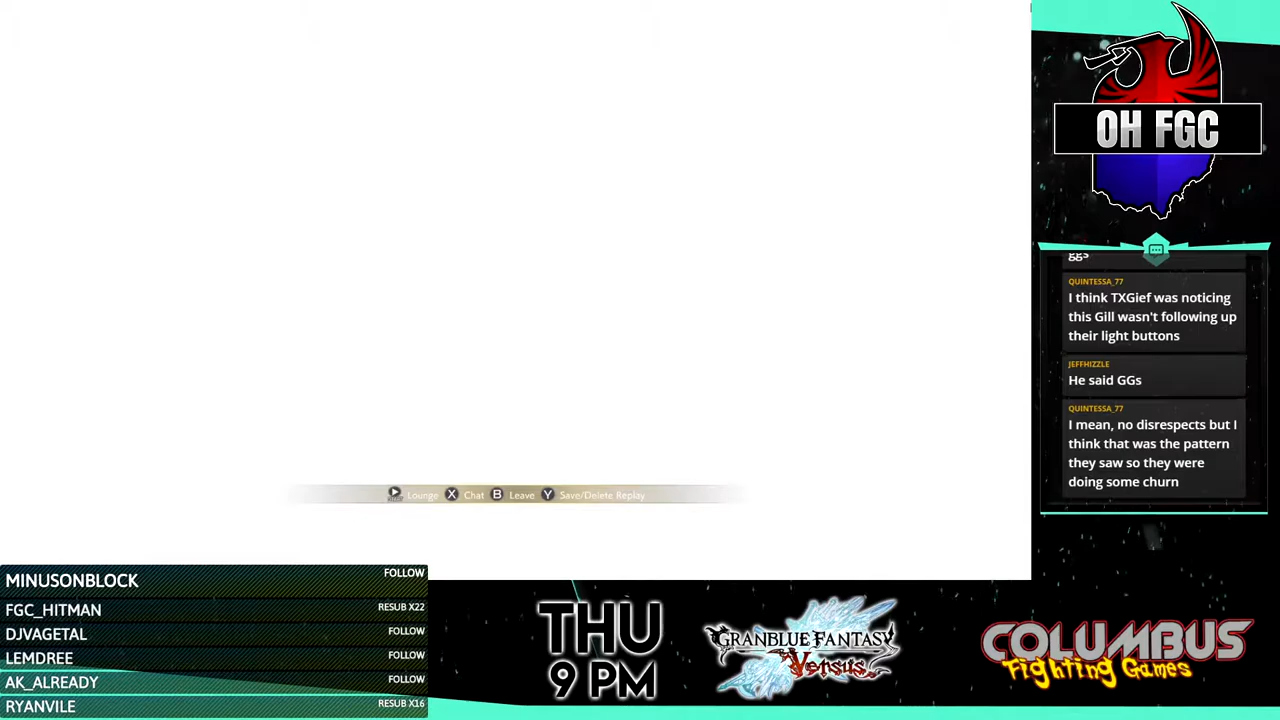 OH FGC
ggs
QUINTESSA_77
I think TXGief was noticing
this Gill wasn't following up
their light buttons
JEFFHIZZLE
He said GGs
QUINTESSA_77
I mean, no disrespects but I
think that was the pattern
they saw so they were
doing some churn
Lounge X Chat B Leave Y Save/Delete Replay
MINUSONBLOCK FOLLOW
FGC_HITMAN RESUB X22
DJVAGETAL FOLLOW
LEMDREE FOLLOW
AK_ALREADY FOLLOW
RYANVILE RESUB X16
THU
9 PM
GRANBLUE FANTASY
Versus
COLUMBUS
Fighting Games